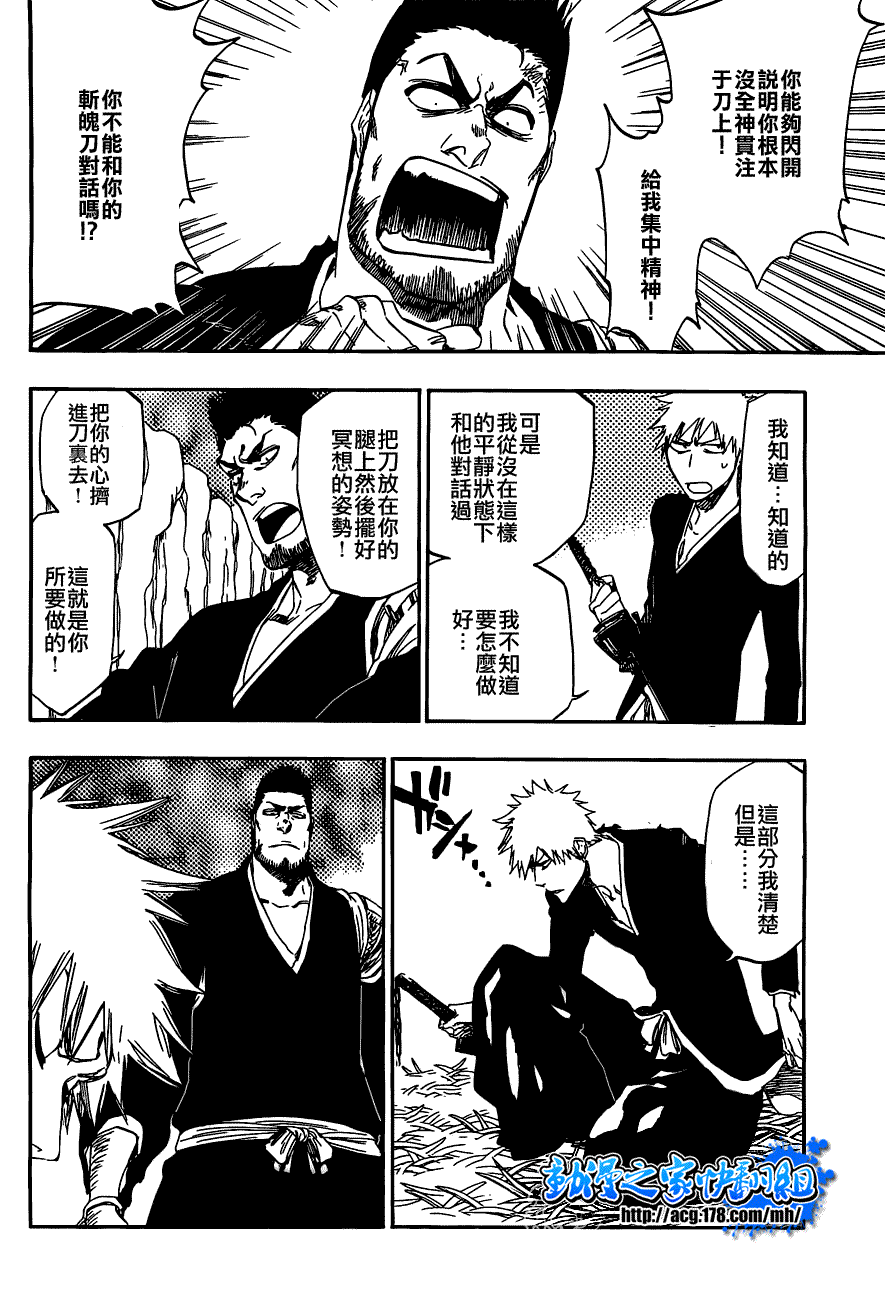 你能夠閃開
説明你根本
沒全神貫注
于刀上！
給我集中精神！
你不能和你的
斬魄刀對話嗎!?
我知道…知道的
可是
我從沒在這樣
的平靜狀態下
和他對話過
我不知道
要怎麼做
好…
把刀放在你的
腿上然後擺好
冥想的姿勢！
把你的心擠
進刀裏去！
這就是你
所要做的！
這部分我清楚
但是……
動漫之家快翻組
http://acg.178.com/mh/